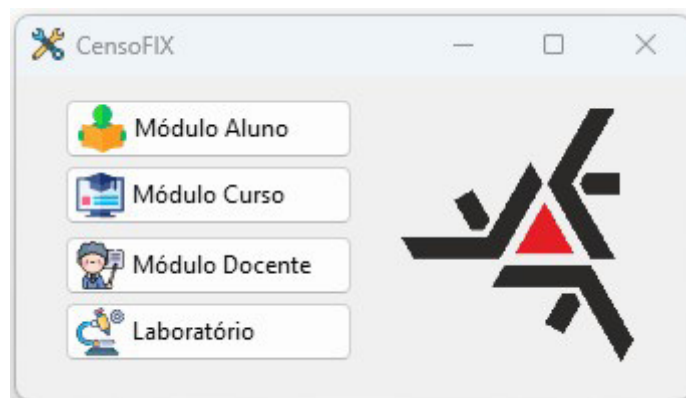 CensoFIX
Módulo Aluno
Módulo Curso
Módulo Docente
Laboratório